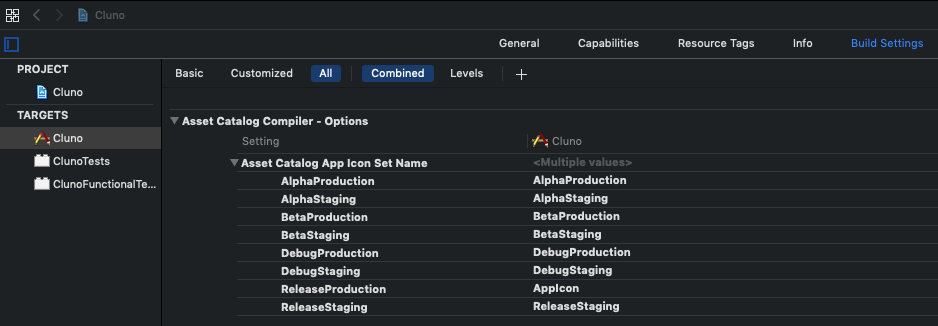 Cluno
General Capabilities Resource Tags Info Build Settings
PROJECT
Cluno
TARGETS
Cluno
ClunoTests
ClunoFunctionalTe...
Basic Customized All Combined Levels +
Asset Catalog Compiler - Options
Setting Cluno
Asset Catalog App Icon Set Name <Multiple values>
AlphaProduction AlphaProduction
AlphaStaging AlphaStaging
BetaProduction BetaProduction
BetaStaging BetaStaging
DebugProduction DebugProduction
DebugStaging DebugStaging
ReleaseProduction AppIcon
ReleaseStaging ReleaseStaging